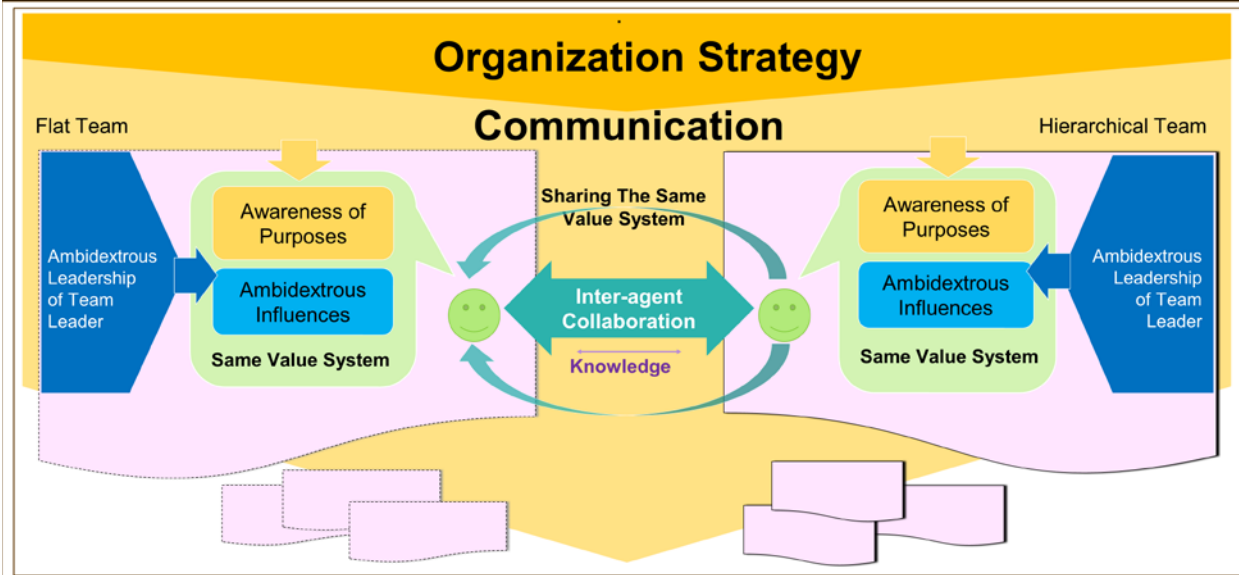 Organization Strategy
Communication
Flat Team
Hierarchical Team
Ambidextrous
Leadership
of Team
Leader
Awareness of
Purposes
Ambidextrous
Influences
Same Value System
Sharing The Same
Value System
Inter-agent
Collaboration
Knowledge
Awareness of
Purposes
Ambidextrous
Influences
Same Value System
Ambidextrous
Leadership
of Team
Leader